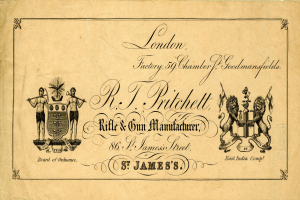 London,
Factory, 59 Chamber St. Goodmansfields.
R.T. Pritchett.
Rifle & Gun Manufacturer,
86 St. James's Street,
St. JAMES'S.
Board of Ordnance.
East India Compy.